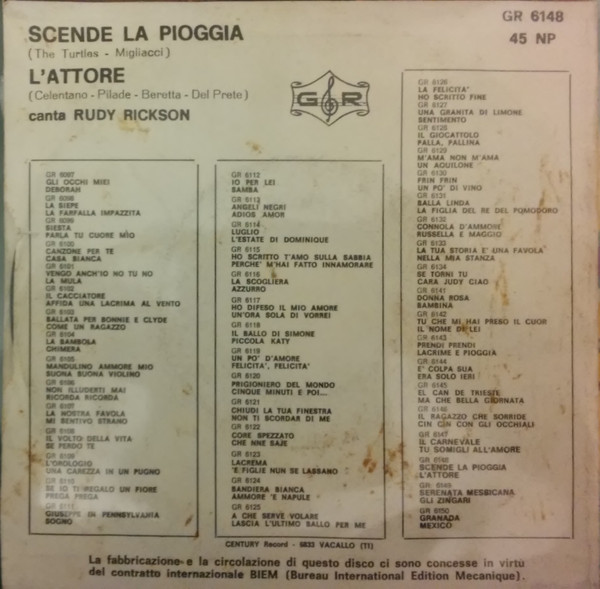 SCENDE LA PIOGGIA
(The Turtles - Migliacci)
L'ATTORE
(Celentano - Pilade - Beretta - Del Prete)
canta RUDY RICKSON
GR
GR 6148
45 NP
GR 6097
GLI OCCHI MIEI
DEBORAH
GR 6098
LA SIEPE
LA FARFALLA IMPAZZITA
GR 6099
SIESTA
PARLA TU CUORE MIO
GR 6100
CANZONE PER TE
CASA BIANCA
GR 6101
VENGO ANCH'IO NO TU NO
LA MULA
GR 6102
IL CACCIATORE
AFFIDA UNA LACRIMA AL VENTO
GR 6103
BALLATA PER BONNIE E CLYDE
COME UN RAGAZZO
GR 6104
LA BAMBOLA
CHIMERA
GR 6105
MANDULINO AMMORE MIO
SUONA BUONA VIOLINO
GR 6106
NON ILLUDERTI MAI
RICORDA RICORDA
GR 6107
LA NOSTRA FAVOLA
MI SENTIVO STRANO
GR 6108
IL VOLTO DELLA VITA
SE PERDO TE
GR 6109
L'OROLOGIO
UNA CAREZZA IN UN PUGNO
GR 6110
SE IO TI REGALO UN FIORE
PREGA PREGA
GR 6111
GIUSEPPE IN PENNSYLVANIA
SOGNO
GR 6112
IO PER LEI
BAMBA
GR 6113
ANGELI NEGRI
ADIOS AMOR
GR 6114
LUGLIO
L'ESTATE DI DOMINIQUE
GR 6115
HO SCRITTO T'AMO SULLA SABBIA
PERCHE' M'HAI FATTO INNAMORARE
GR 6116
LA SCOGLIERA
AZZURRO
GR 6117
HO DIFESO IL MIO AMORE
UN'ORA SOLA DI VORREI
GR 6118
IL BALLO DI SIMONE
PICCOLA KATY
GR 6119
UN PO' D'AMORE
FELICITA', FELICITA'
GR 6120
PRIGIONIERO DEL MONDO
CINQUE MINUTI E POI...
GR 6121
CHIUDI LA TUA FINESTRA
NON TI SCORDAR DI ME
GR 6122
CORE SPEZZATO
CHE NNE SAJE
GR 6123
LACREMA
'E FIGLIE NUN SE LASSANO
GR 6124
BANDIERA BIANCA
AMMORE 'E NAPULE
GR 6125
A CHE SERVE VOLARE
LASCIA L'ULTIMO BALLO PER ME
GR 6126
LA FELICITA'
HO SCRITTO FINE
GR 6127
UNA GRANITA DI LIMONE
SENTIMENTO
GR 6128
IL GIOCATTOLO
PALLA, PALLINA
GR 6129
M'AMA NON M'AMA
UN AQUILONE
GR 6130
FRIN FRIN
UN PO' DI VINO
GR 6131
BALLA LINDA
LA FIGLIA DEL RE DEL POMODORO
GR 6132
CONNOLA D'AMMORE
RUSSELLA E MAGGIO
GR 6133
LA TUA STORIA E' UNA FAVOLA
NELLA MIA STANZA
GR 6134
SE TORNI TU
CARA JUDY CIAO
GR 6141
DONNA ROSA
BAMBINA
GR 6142
TU CHE MI HAI PRESO IL CUOR
IL NOME DI LEI
GR 6143
PRENDI PRENDI
LACRIME E PIOGGIA
GR 6144
E' COLPA SUA
ERA SOLO IERI
GR 6145
EL CAN DE TRIESTE
MA CHE BELLA GIORNATA
GR 6146
IL RAGAZZO CHE SORRIDE
CIN CIN CON GLI OCCHIALI
GR 6147
IL CARNEVALE
TU SOMIGLI ALL'AMORE
GR 6148
SCENDE LA PIOGGIA
L'ATTORE
GR 6149
SERENATA MESSICANA
GLI ZINGARI
GR 6150
GRANADA
MEXICO
CENTURY Record - 6833 VACALLO (TI)
La fabbricazione e la circolazione di questo disco ci sono concesse in virtù
del contratto internazionale BIEM (Bureau International Edition Mecanique).